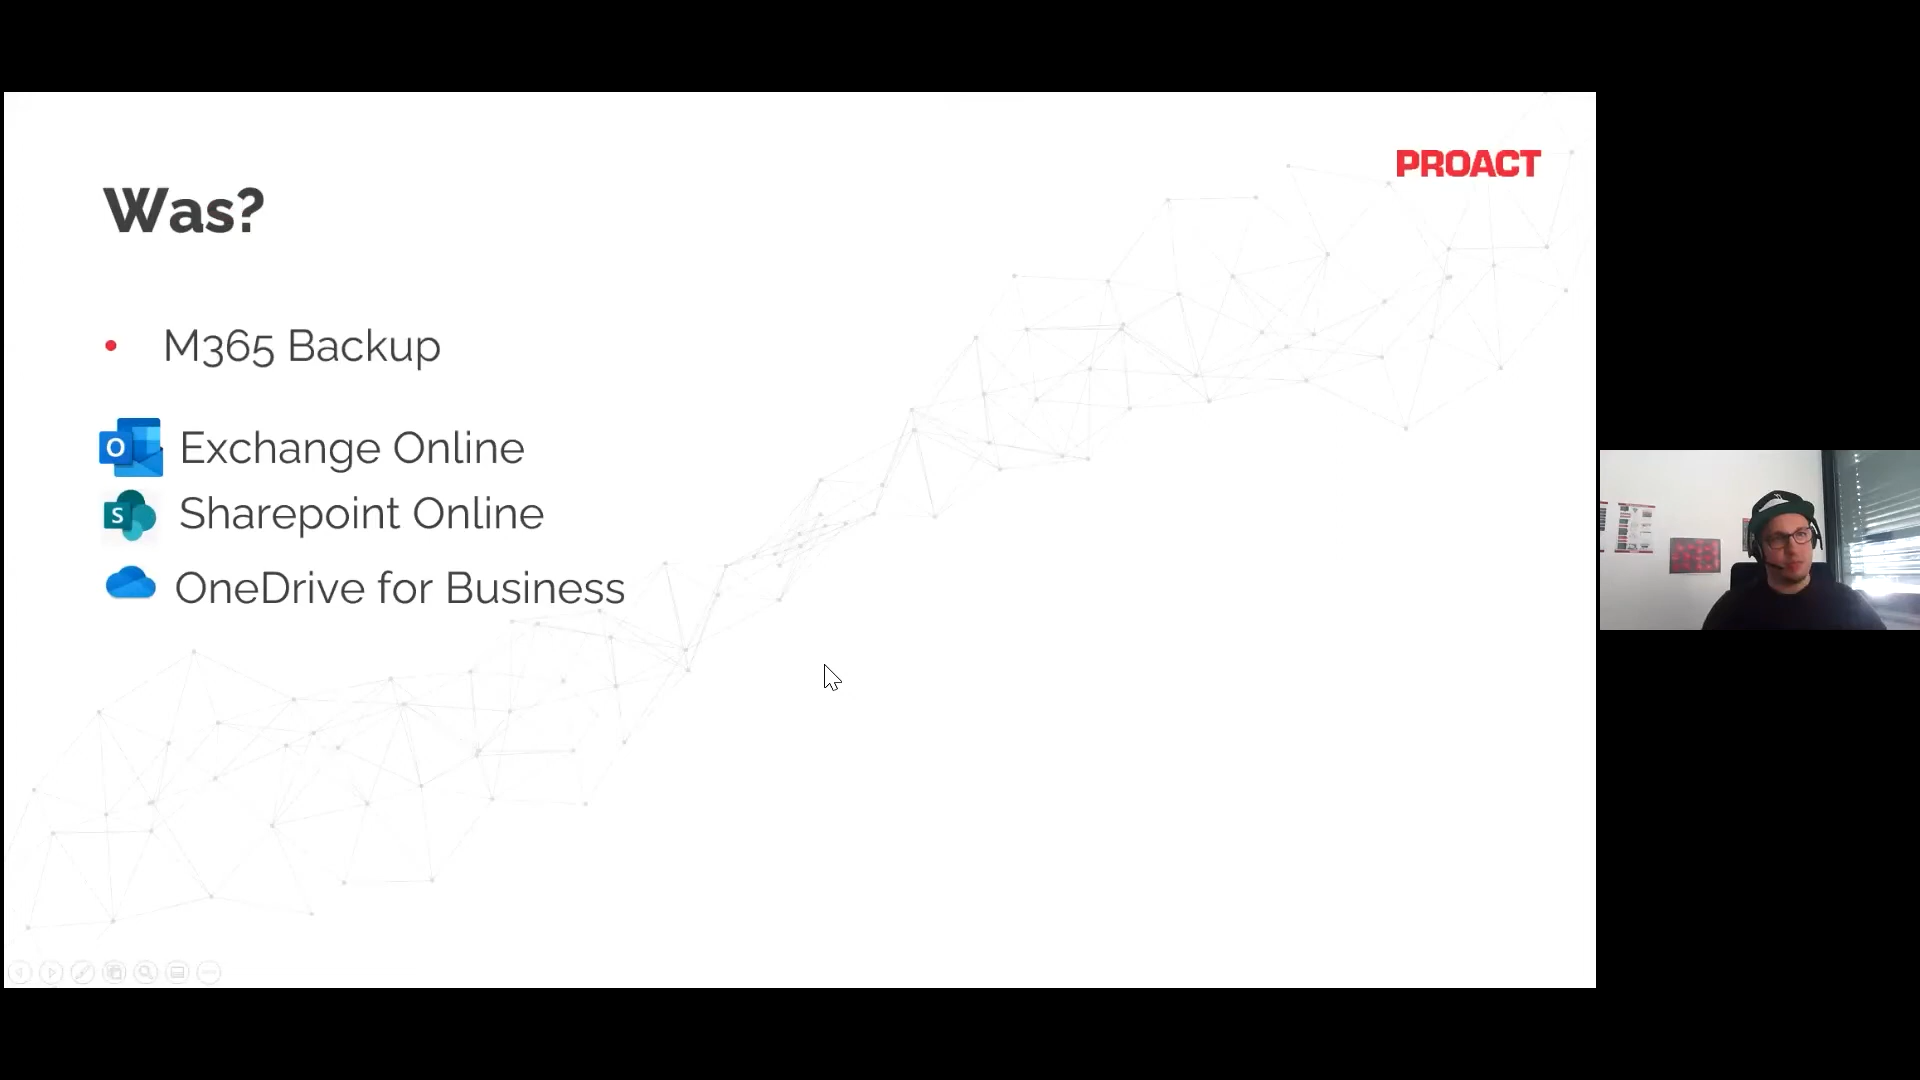 PROACT
Was?
M365 Backup
Exchange Online
Sharepoint Online
OneDrive for Business